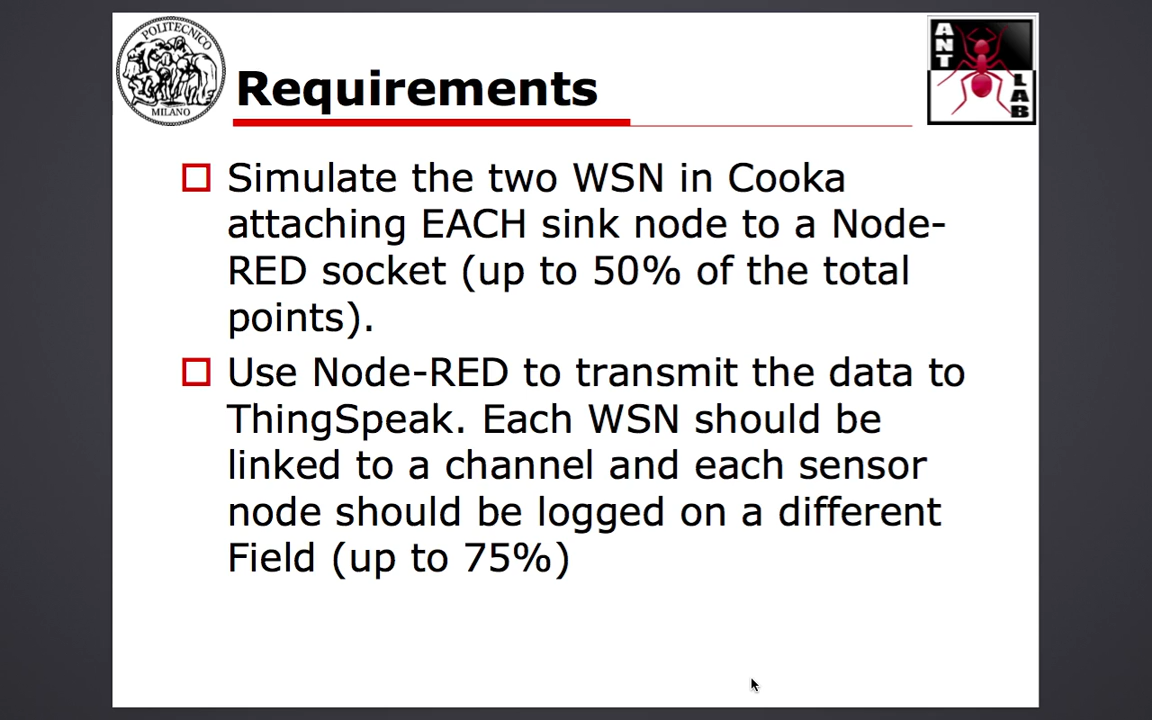 POLITECNICO
MILANO
ANT
LAB
Requirements
Simulate the two WSN in Cooka
attaching EACH sink node to a Node-
RED socket (up to 50% of the total
points).
Use Node-RED to transmit the data to
ThingSpeak. Each WSN should be
linked to a channel and each sensor
node should be logged on a different
Field (up to 75%)